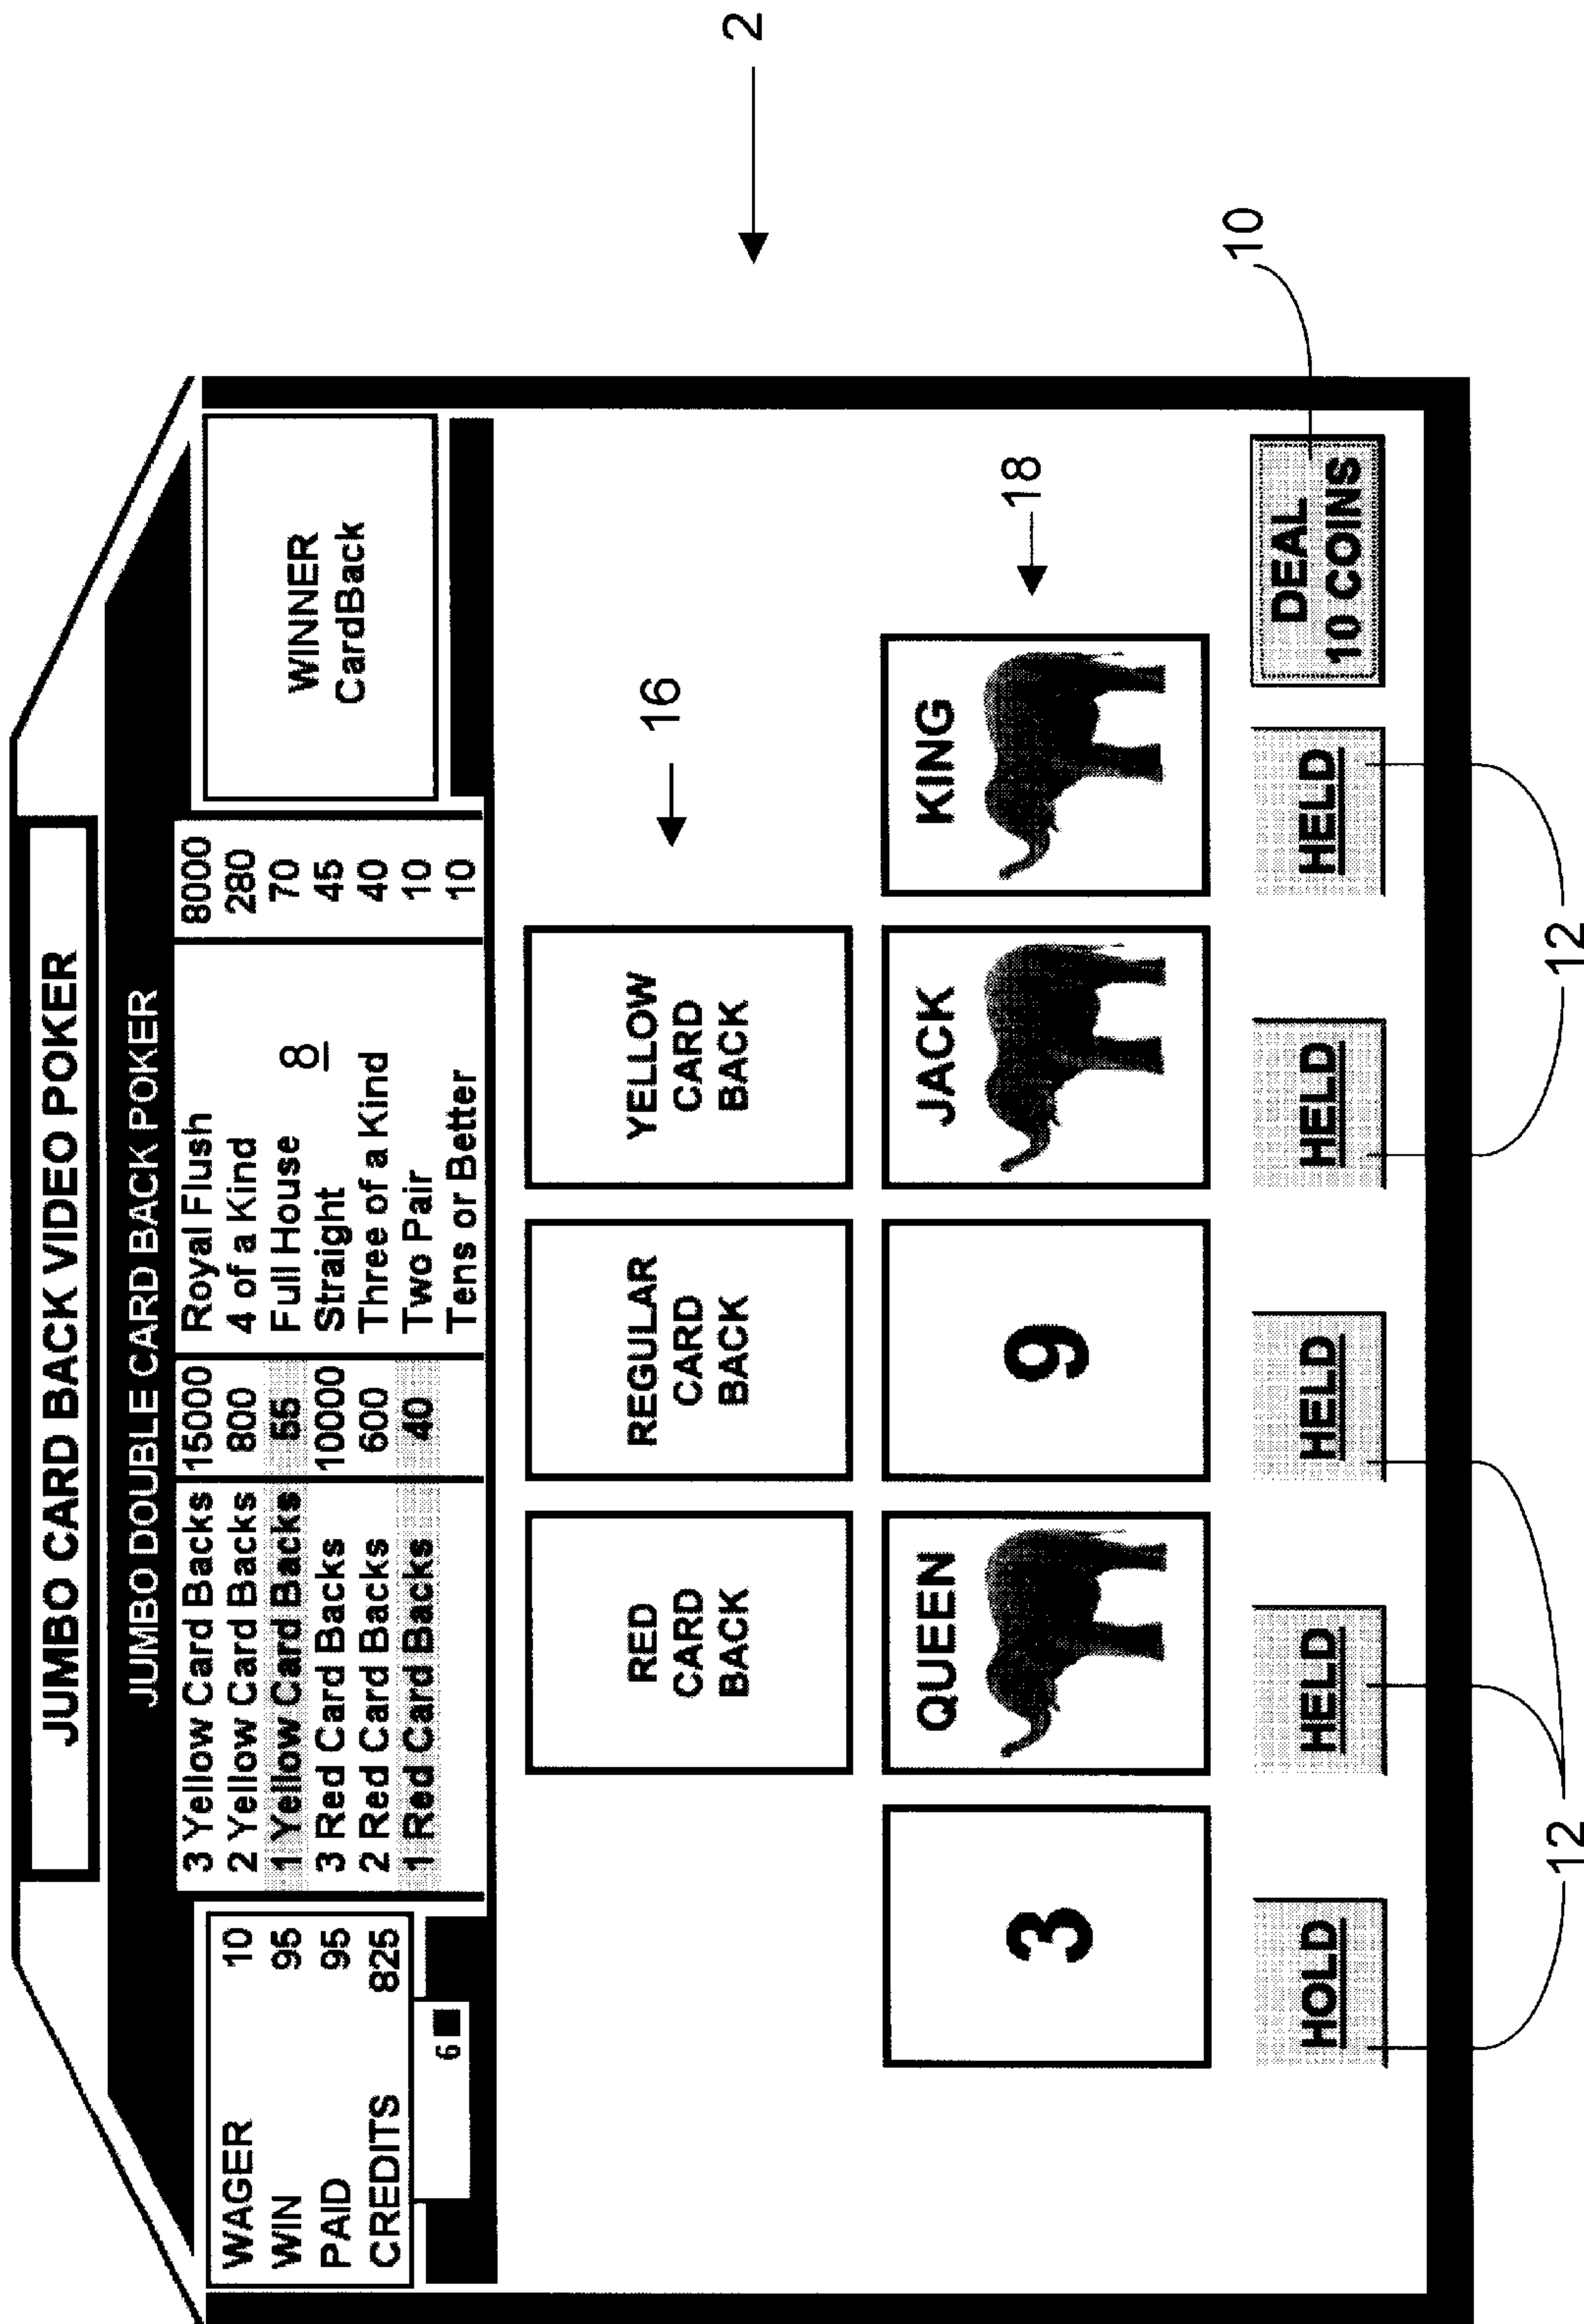 JUMBO CARD BACK VIDEO POKER
JUMBO DOUBLE CARD BACK POKER
WAGER 10
WIN 95
PAID 95
CREDITS 825
6
3 Yellow Card Backs 15000
2 Yellow Card Backs 800
1 Yellow Card Backs 55
3 Red Card Backs 10000
2 Red Card Backs 600
1 Red Card Backs 40
Royal Flush 8000
4 of a Kind 280
Full House 70
8
Straight 45
Three of a Kind 40
Two Pair 10
Tens or Better 10
WINNER
CardBack
RED
CARD
BACK
REGULAR
CARD
BACK
YELLOW
CARD
BACK
16
2
3
QUEEN
9
JACK
KING
18
HOLD
HELD
HELD
HELD
HELD
DEAL
10 COINS
10
12
12